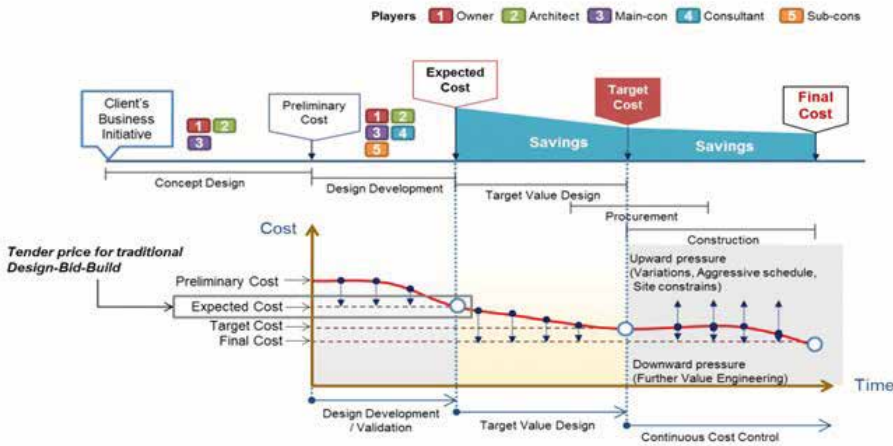 Players 1 Owner 2 Architect 3 Main-con 4 Consultant 5 Sub-cons
Expected
Cost
Target
Cost
Final
Cost
Client's
Business
Initiative
1 2
3
Preliminary
Cost
1 2
3 4
5
Savings
Savings
Concept Design
Design Development
Target Value Design
Procurement
Construction
Cost
Tender price for traditional
Design-Bid-Build
Preliminary Cost
Expected Cost
Target Cost
Final Cost
Upward pressure
(Variations, Aggressive schedule,
Site constrains)
Downward pressure
(Further Value Engineering)
Time
Design Development
/ Validation
Target Value Design
Continuous Cost Control